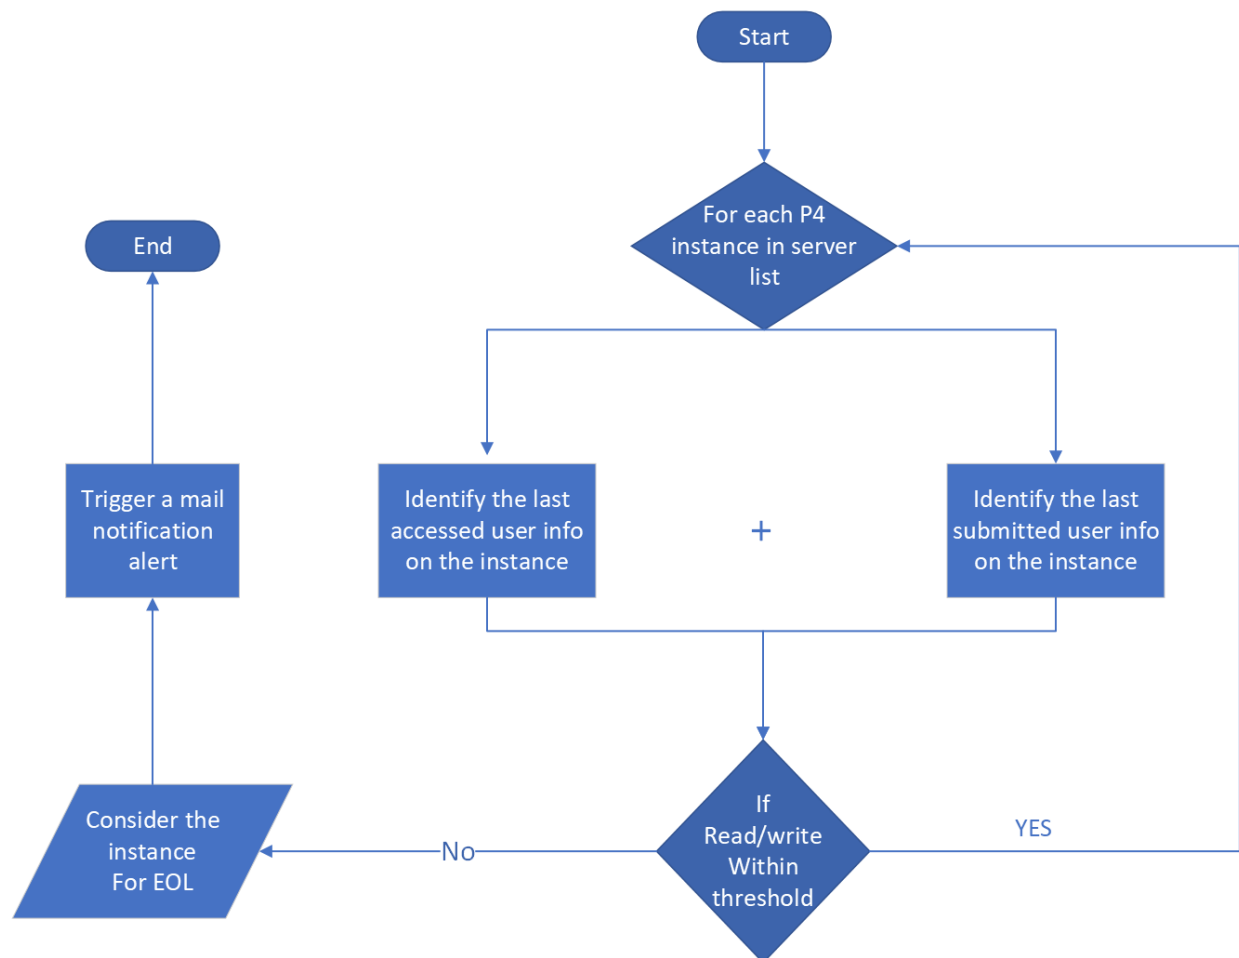 Start
For each P4
instance in server
list
End
Trigger a mail
notification
alert
Identify the last
accessed user info
on the instance
+
Identify the last
submitted user info
on the instance
If
Read/write
Within
threshold
YES
No
Consider the
instance
For EOL